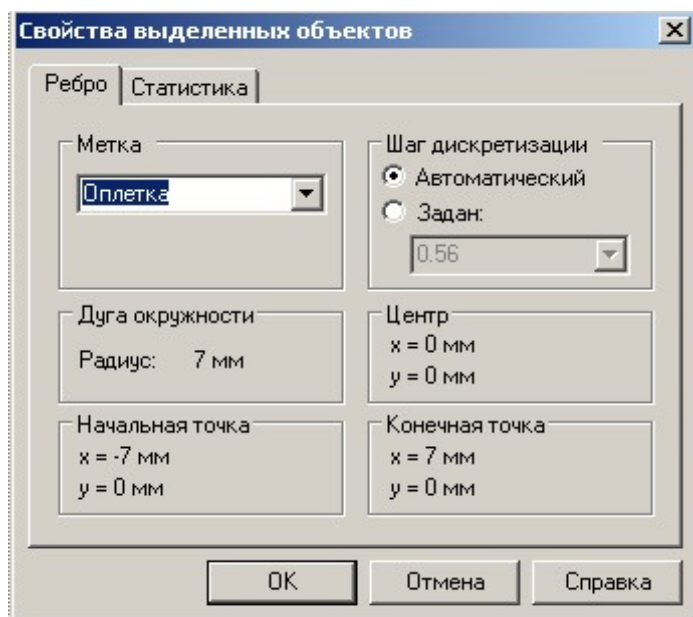 Свойства выделенных объектов
Ребро
Статистика
Метка
Оплетка
Шаг дискретизации
Автоматический
Задан:
0.56
Дуга окружности
Радиус: 7 мм
Центр
x = 0 мм
y = 0 мм
Начальная точка
x = -7 мм
y = 0 мм
Конечная точка
x = 7 мм
y = 0 мм
OK
Отмена
Справка